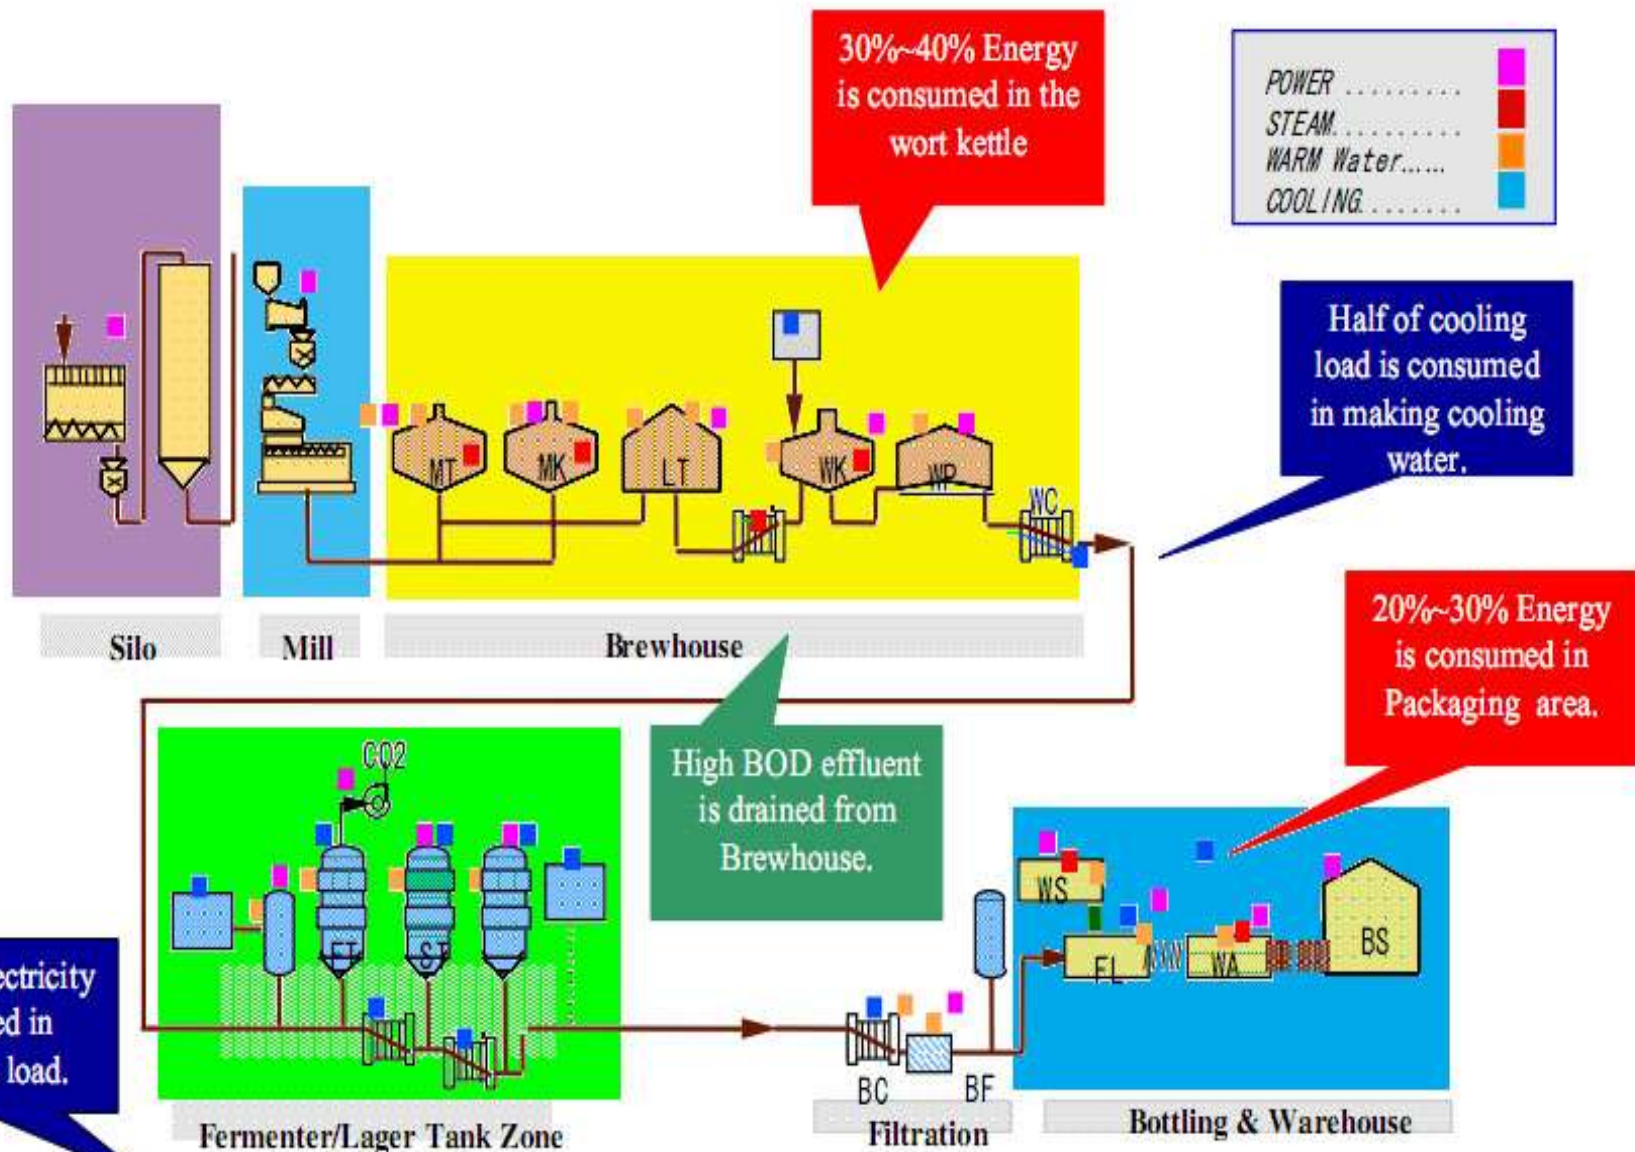 30%~40% Energy
is consumed in the
wort kettle
POWER .........
STEAM..........
WARM Water......
COOLING........
Half of cooling
load is consumed
in making cooling
water.
MT
MK
LT
WK
WP
WC
Silo
Mill
Brewhouse
20%~30% Energy
is consumed in
Packaging area.
High BOD effluent
is drained from
Brewhouse.
CO2
FT
ST
WS
FL
WA
BS
ectricity
ed in
load.
BC
BF
Fermenter/Lager Tank Zone
Filtration
Bottling & Warehouse